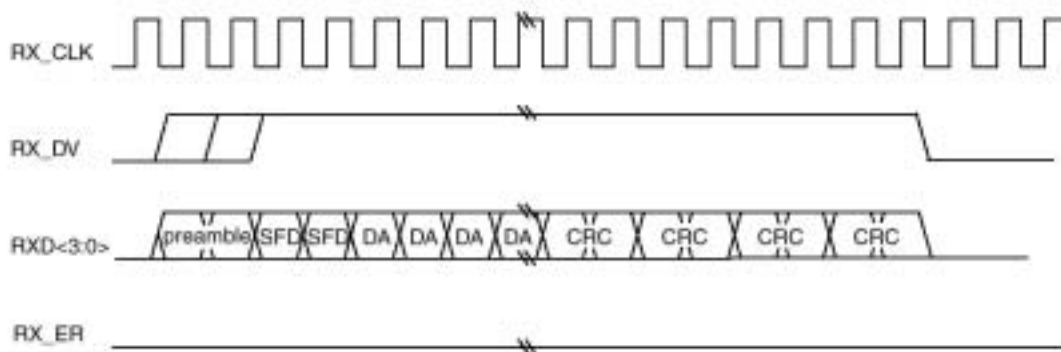 RX_CLK
RX_DV
RXD<3:0> preamble SFD SFD DA DA DA DA CRC CRC CRC CRC
RX_ER